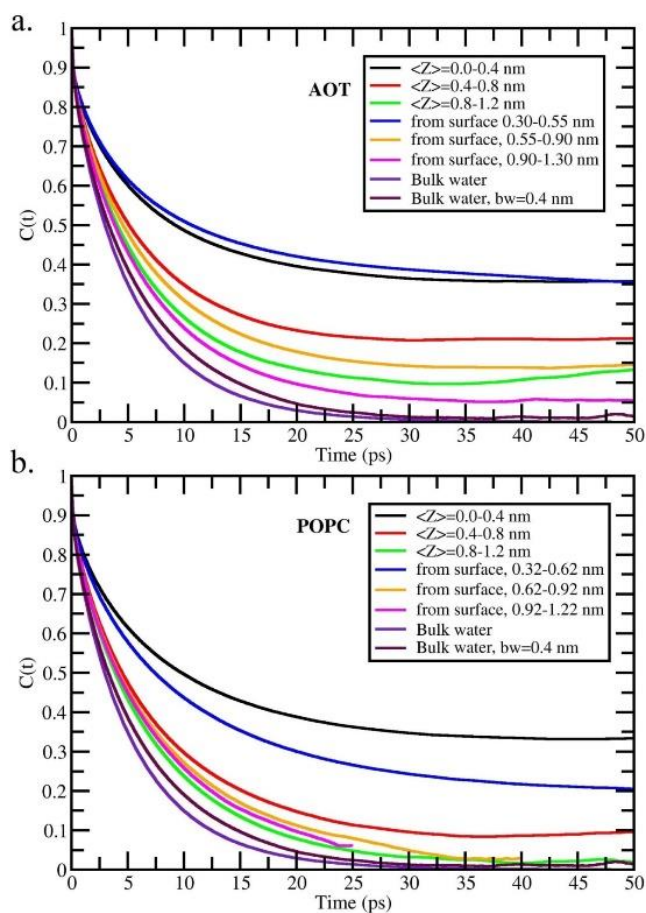 a.
1
0.9
0.8
0.7
0.6
0.5
0.4
0.3
0.2
0.1
0
C(t)
AOT
<Z>=0.0-0.4 nm
<Z>=0.4-0.8 nm
<Z>=0.8-1.2 nm
from surface 0.30-0.55 nm
from surface, 0.55-0.90 nm
from surface, 0.90-1.30 nm
Bulk water
Bulk water, bw=0.4 nm
0 5 10 15 20 25 30 35 40 45 50
Time (ps)
b.
1
0.9
0.8
0.7
0.6
0.5
0.4
0.3
0.2
0.1
0
C(t)
POPC
<Z>=0.0-0.4 nm
<Z>=0.4-0.8 nm
<Z>=0.8-1.2 nm
from surface, 0.32-0.62 nm
from surface, 0.62-0.92 nm
from surface, 0.92-1.22 nm
Bulk water
Bulk water, bw=0.4 nm
0 5 10 15 20 25 30 35 40 45 50
Time (ps)